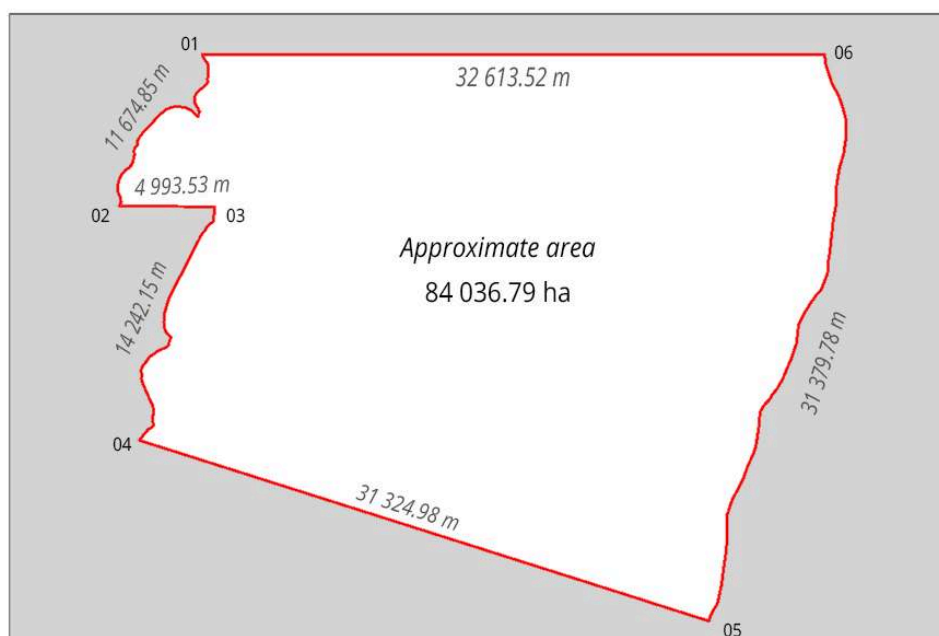 01
06
32 613.52 m
11 674.85 m
4 993.53 m
02
03
Approximate area
84 036.79 ha
14 242.15 m
31 379.78 m
04
31 324.98 m
05